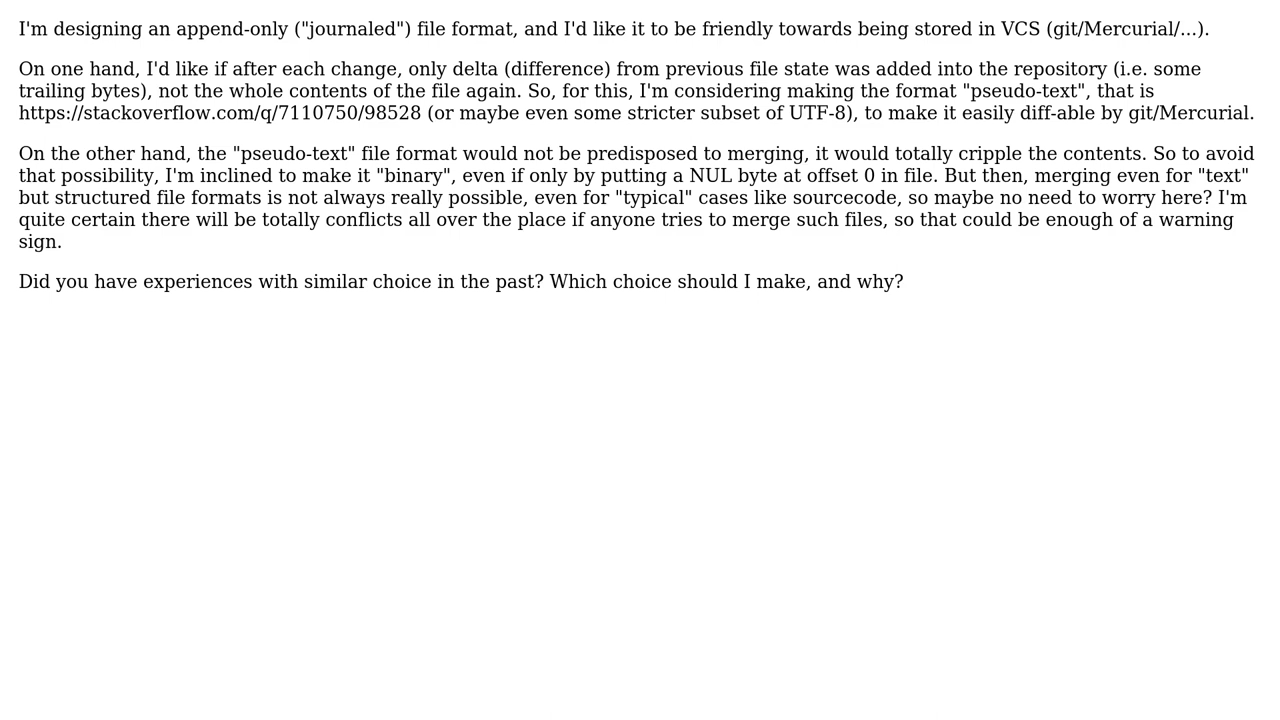 I'm designing an append-only ("journaled") file format, and I'd like it to be friendly towards being stored in VCS (git/Mercurial/...).
On one hand, I'd like if after each change, only delta (difference) from previous file state was added into the repository (i.e. some
trailing bytes), not the whole contents of the file again. So, for this, I'm considering making the format "pseudo-text", that is
https://stackoverflow.com/q/7110750/98528 (or maybe even some stricter subset of UTF-8), to make it easily diff-able by git/Mercurial.
On the other hand, the "pseudo-text" file format would not be predisposed to merging, it would totally cripple the contents. So to avoid
that possibility, I'm inclined to make it "binary", even if only by putting a NUL byte at offset 0 in file. But then, merging even for "text"
but structured file formats is not always really possible, even for "typical" cases like sourcecode, so maybe no need to worry here? I'm
quite certain there will be totally conflicts all over the place if anyone tries to merge such files, so that could be enough of a warning
sign.
Did you have experiences with similar choice in the past? Which choice should I make, and why?